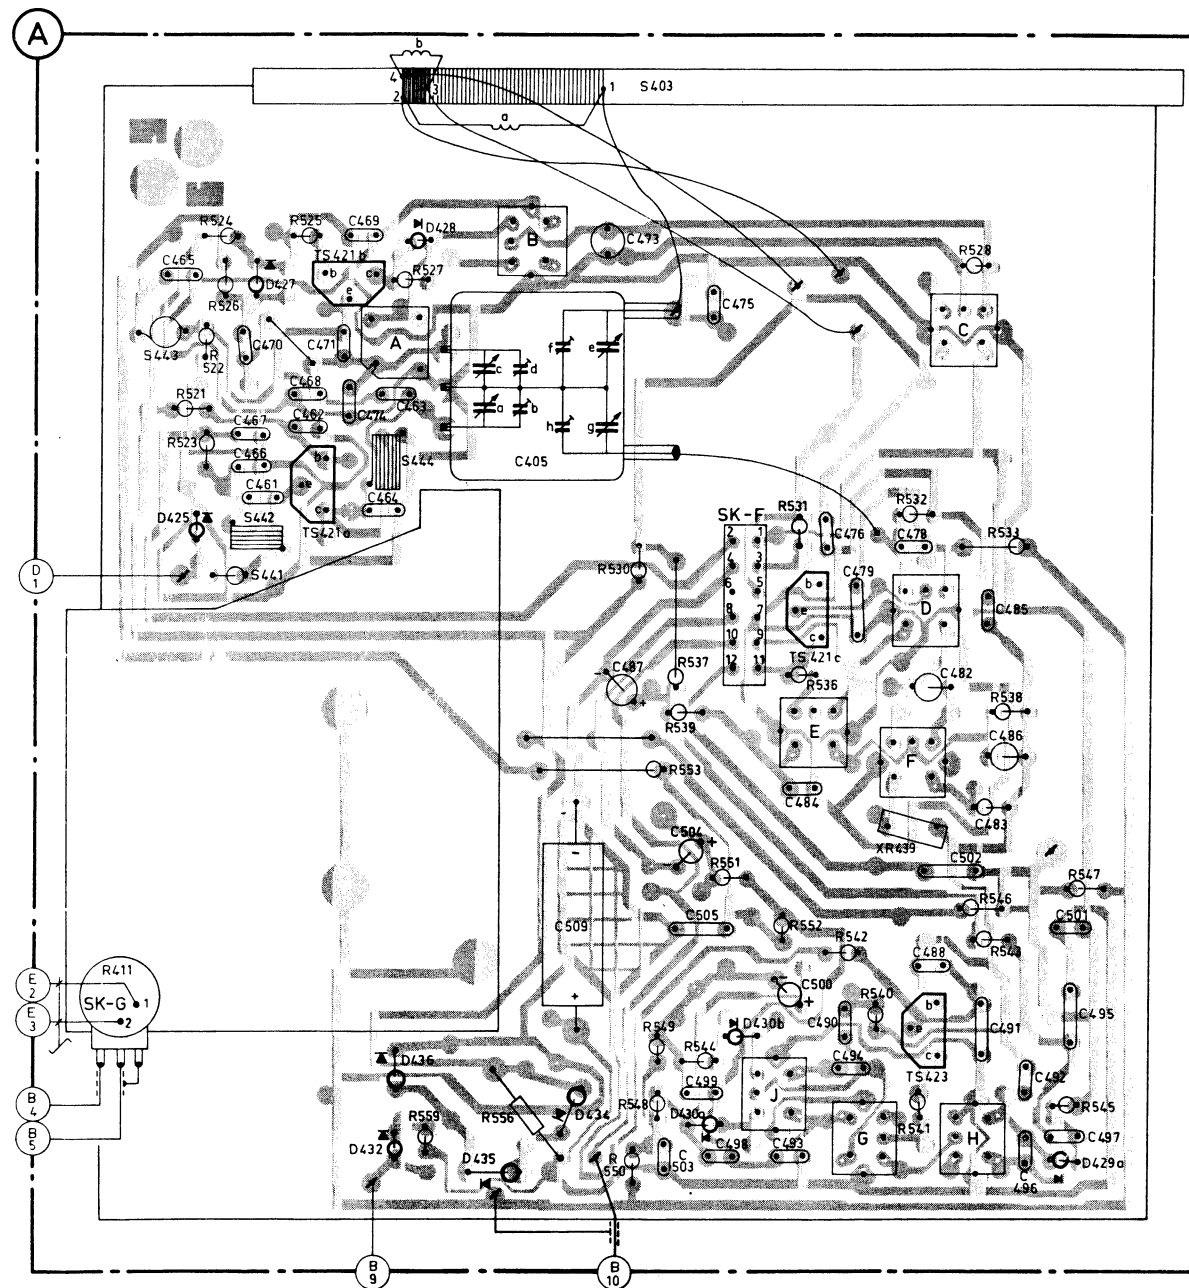 A
b
4
3
2
1
S403
a
R524
R525
C469
D428
B
C473
TS421b
R528
C465
b
c
R527
D427
e
R526
C475
C
S443
R
522
C470
C471
A
f
e
c
d
C468
R521
C474
C463
a
b
C467
C462
h
g
R523
C466
b
S444
C405
e
C461
c
C464
R532
R531
D425
S442
TS421a
SK-F
C476
C478
R533
2
1
4
3
C479
D
1
S441
R530
6
5
b
D
8
7
e
C485
10
9
c
12
11
TS421c
C487
-
+
R537
R536
C482
R538
R539
E
C486
F
R553
C484
C483
C504
+
XR439
-
R551
C502
R547
R546
C501
C509
C505
R552
R542
R543
C488
E
2
R411
SK-G
1
-
C500
+
R540
b
C495
E
3
2
+
C490
e
C491
R549
D430b
c
D436
R544
C494
TS423
C492
C499
J
B
4
R556
D434
R548
R545
R559
D430a
G
R541
H
C497
B
5
D432
D435
R
550
C
503
C498
C493
C
496
D429a
B
9
B
10